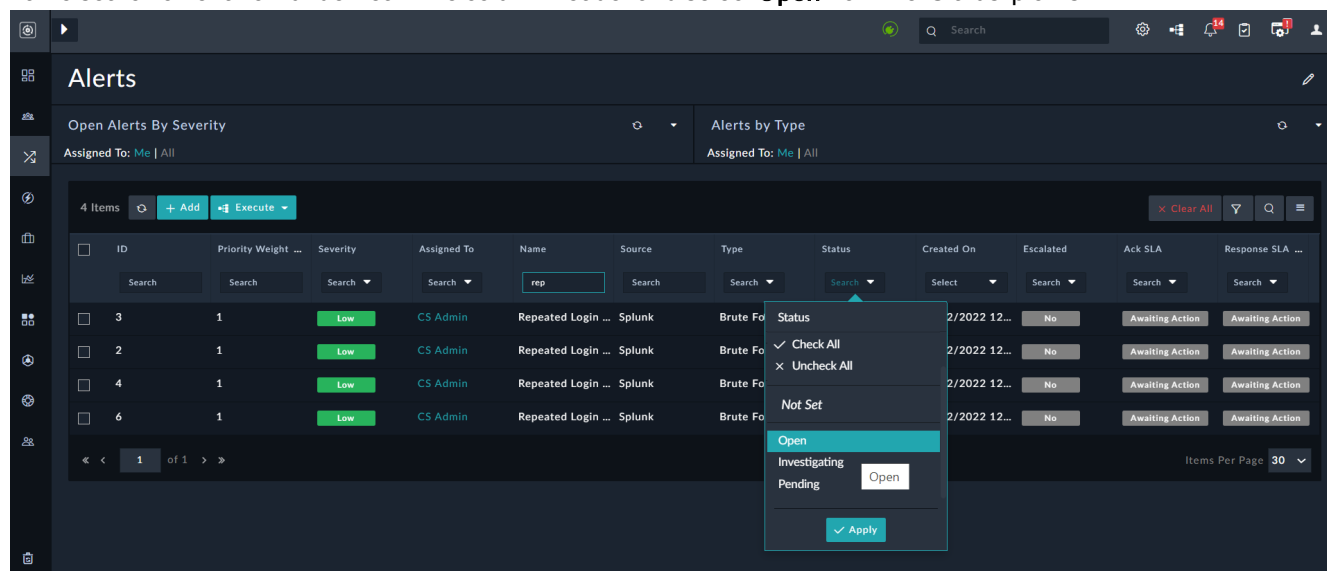 Open
14
Search
Alerts
Open Alerts By Severity
Alerts by Type
Assigned To: Me | All
Assigned To: Me | All
4 Items + Add Execute
× Clear All
ID Priority Weight ... Severity Assigned To Name Source Type Status Created On Escalated Ack SLA Response SLA ...
Search Search Search Search rep Search Search Search Select Search Search Search
3 1 Low CS Admin Repeated Login ... Splunk Brute Fo 2/2022 12... No Awaiting Action Awaiting Action
2 1 Low CS Admin Repeated Login ... Splunk Brute Fo 2/2022 12... No Awaiting Action Awaiting Action
4 1 Low CS Admin Repeated Login ... Splunk Brute Fo 2/2022 12... No Awaiting Action Awaiting Action
6 1 Low CS Admin Repeated Login ... Splunk Brute Fo 2/2022 12... No Awaiting Action Awaiting Action
Status
Check All
Uncheck All
Not Set
Open
Investigating
Pending
Open
Apply
1 of 1
Items Per Page 30